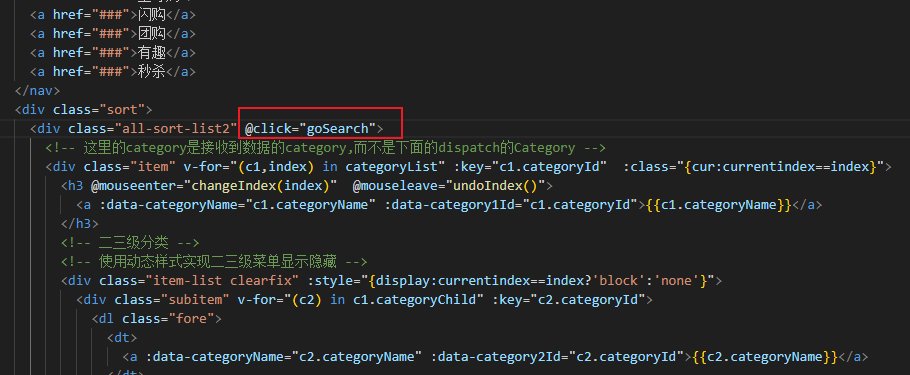 <a href="###">闪购</a>
<a href="###">团购</a>
<a href="###">有趣</a>
<a href="###">秒杀</a>
</nav>
<div class="sort">
<div class="all-sort-list2" @click="goSearch">
<!-- 这里的category是接收到数据的category,而不是下面的dispatch的Category -->
<div class="item" v-for="(c1,index) in categoryList" :key="c1.categoryId"  :class="{cur:currentindex==index}">
<h3 @mouseenter="changeIndex(index)"  @mouseleave="undoIndex()">
<a :data-categoryName="c1.categoryName" :data-category1Id="c1.categoryId">{{c1.categoryName}}</a>
</h3>
<!-- 二三级分类 -->
<!-- 使用动态样式实现二三级菜单显示隐藏 -->
<div class="item-list clearfix" :style="{display:currentindex==index?'block':'none'}">
<div class="subitem" v-for="(c2) in c1.categoryChild" :key="c2.categoryId">
<dl class="fore">
<dt>
<a :data-categoryName="c2.categoryName" :data-category2Id="c2.categoryId">{{c2.categoryName}}</a>